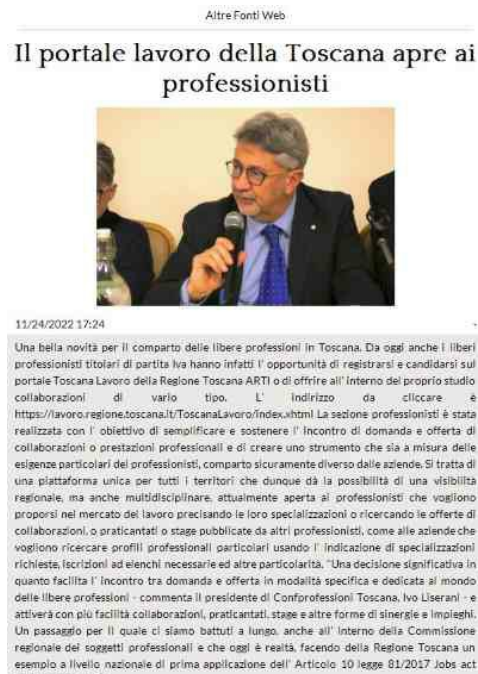 Altre Fonti Web
Il portale lavoro della Toscana apre ai
professionisti
11/24/2022 17:24
-
Una bella novità per il comparto delle libere professioni in Toscana. Da oggi anche i liberi
professionisti titolari di partita Iva hanno infatti l' opportunità di registrarsi e candidarsi sul
portale Toscana Lavoro della Regione Toscana ARTI o di offrire all' interno del proprio studio
collaborazioni di vario tipo. L' indirizzo da cliccare è
https://lavoro.regione.toscana.it/ToscanaLavoro/index.xhtml La sezione professionisti è stata
realizzata con l' obiettivo di semplificare e sostenere l' incontro di domanda e offerta di
collaborazioni o prestazioni professionali e di creare uno strumento che sia a misura delle
esigenze particolari dei professionisti, comparto sicuramente diverso dalle aziende. Si tratta di
una piattaforma unica per tutti i territori che dunque dà la possibilità di una visibilità
regionale, ma anche multidisciplinare, attualmente aperta ai professionisti che vogliono
proporsi nel mercato del lavoro precisando le loro specializzazioni o ricercando le offerte di
collaborazioni, o praticantati o stage pubblicate da altri professionisti, come alle aziende che
vogliono ricercare profili professionali particolari usando l' indicazione di specializzazioni
richieste, iscrizioni ad elenchi necessarie ed altre particolarità. "Una decisione significativa in
quanto facilita l' incontro tra domanda e offerta in modalità specifica e dedicata al mondo
delle libere professioni - commenta il presidente di Confprofessioni Toscana, Ivo Liserani - e
attiverà con più facilità collaborazioni, praticantati, stage e altre forme di sinergie e impieghi.
Un passaggio per il quale ci siamo battuti a lungo, anche all' interno della Commissione
regionale dei soggetti professionali e che oggi è realtà, facendo della Regione Toscana un
esempio a livello nazionale di prima applicazione dell' Articolo 10 legge 81/2017 Jobs act